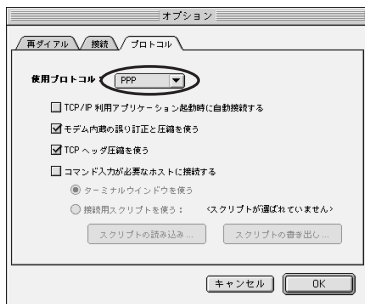 オプション
再ダイアル 接続 プロトコル
使用プロトコル: PPP
TCP/IP 利用アプリケーション起動時に自動接続する
モデム内蔵の誤り訂正と圧縮を使う
TCP ヘッダ圧縮を使う
コマンド入力が必要なホストに接続する
ターミナルウインドウを使う
接続用スクリプトを使う: <スクリプトが選ばれていません>
スクリプトの読み込み... スクリプトの書き出し...
キャンセル OK